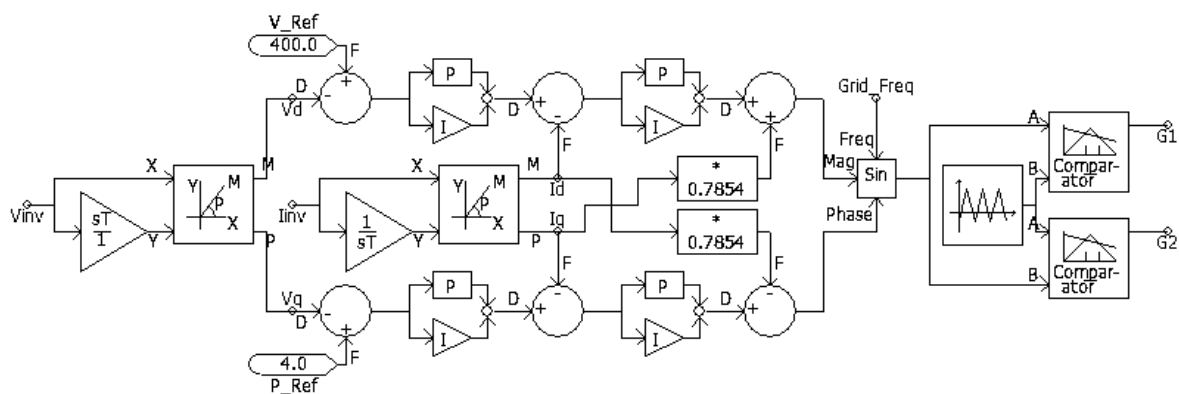 V_Ref
400.0
F
D
Vd
-
+
P
I
D
+
-
F
P
I
D
+
+
F
Grid_Freq
Freq
Mag
Phase
Sin
A
B
Compar-
ator
G1
Vinv
X
sT
1
Y
Y
M
P
X
M
P
Iinv
X
1
sT
Y
Y
M
P
X
M
P
Id
Iq
*
0.7854
*
0.7854
A
B
Compar-
ator
G2
Vq
D
-
+
F
4.0
P_Ref
P
I
D
+
-
F
P
I
D
+
-
F